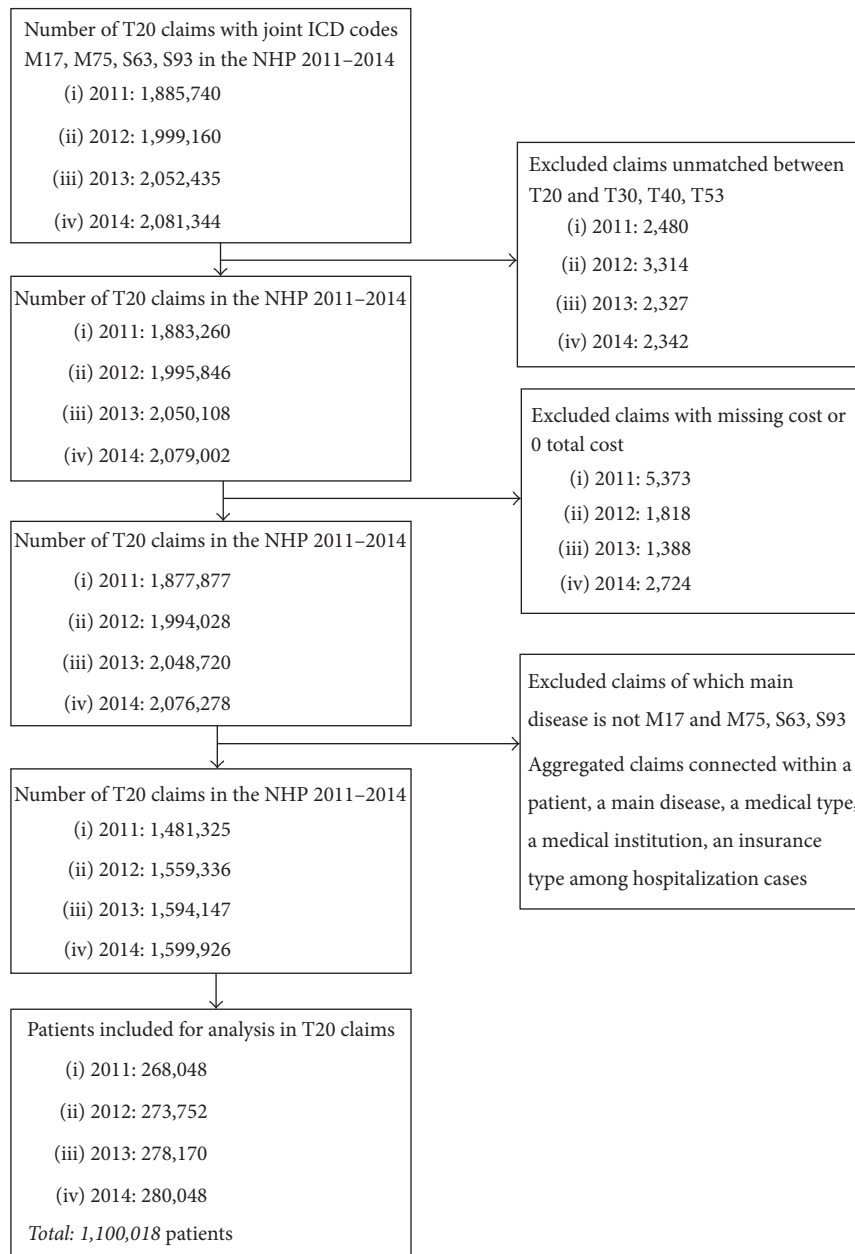 Number of T20 claims with joint ICD codes
M17, M75, S63, S93 in the NHP 2011–2014
(i) 2011: 1,885,740
(ii) 2012: 1,999,160
(iii) 2013: 2,052,435
(iv) 2014: 2,081,344
Excluded claims unmatched between
T20 and T30, T40, T53
(i) 2011: 2,480
(ii) 2012: 3,314
(iii) 2013: 2,327
(iv) 2014: 2,342
Number of T20 claims in the NHP 2011–2014
(i) 2011: 1,883,260
(ii) 2012: 1,995,846
(iii) 2013: 2,050,108
(iv) 2014: 2,079,002
Excluded claims with missing cost or
0 total cost
(i) 2011: 5,373
(ii) 2012: 1,818
(iii) 2013: 1,388
(iv) 2014: 2,724
Number of T20 claims in the NHP 2011–2014
(i) 2011: 1,877,877
(ii) 2012: 1,994,028
(iii) 2013: 2,048,720
(iv) 2014: 2,076,278
Excluded claims of which main
disease is not M17 and M75, S63, S93
Aggregated claims connected within a
patient, a main disease, a medical type,
a medical institution, an insurance
type among hospitalization cases
Number of T20 claims in the NHP 2011–2014
(i) 2011: 1,481,325
(ii) 2012: 1,559,336
(iii) 2013: 1,594,147
(iv) 2014: 1,599,926
Patients included for analysis in T20 claims
(i) 2011: 268,048
(ii) 2012: 273,752
(iii) 2013: 278,170
(iv) 2014: 280,048
Total: 1,100,018 patients